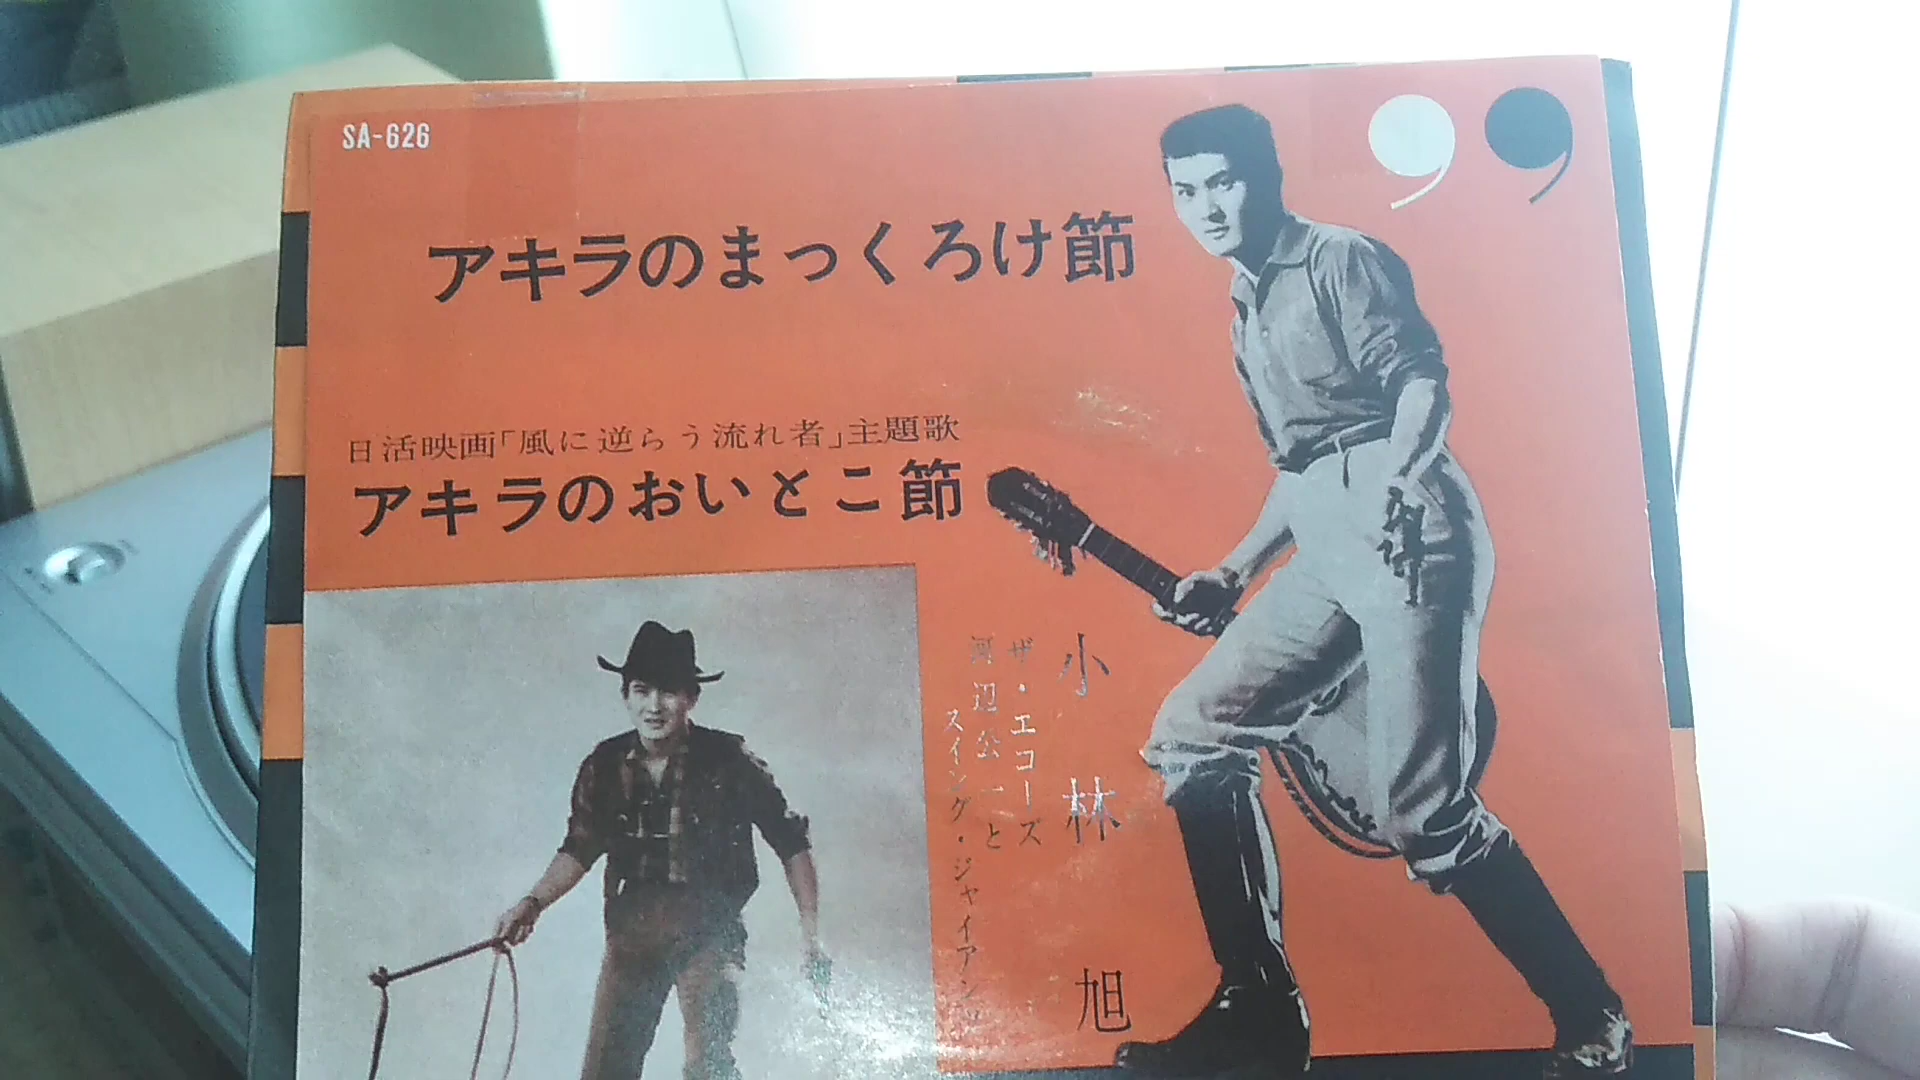 SA-626
アキラのまっくろけ節
日活映画「風に逆らう流れ者」主題歌
アキラのおいとこ節
小林旭
ザ・エコーズ
河辺公一と
スイング・ジャイアンツ